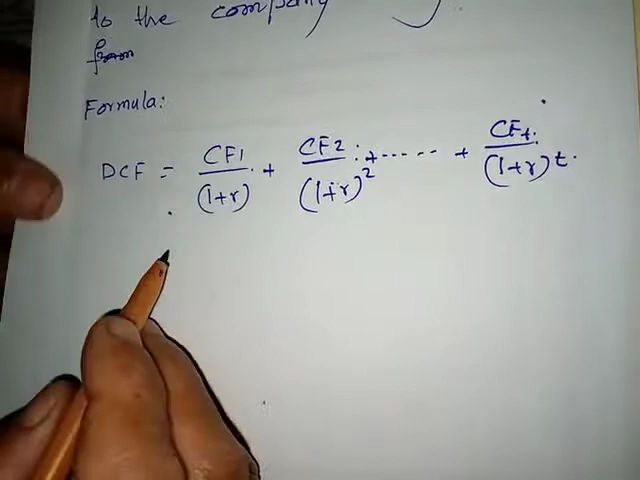 to the company
Formula:
DCF = CF1/(1+r) + CF2/(1+r)^2 + ...... + CFt/(1+r)^t.